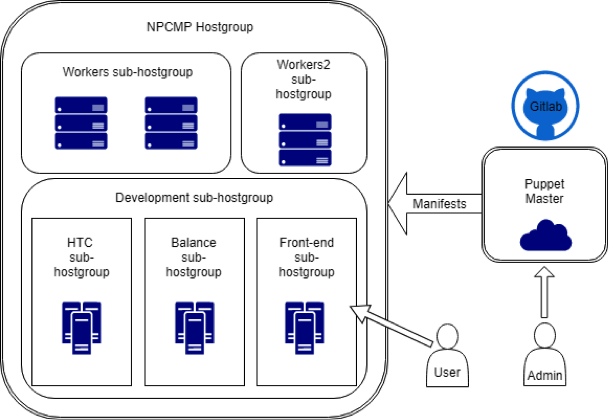 NPCMP Hostgroup
Workers sub-hostgroup
Workers2
sub-
hostgroup
Development sub-hostgroup
HTC
sub-
hostgroup
Balance
sub-
hostgroup
Front-end
sub-
hostgroup
Gitlab
Puppet
Master
Manifests
User
Admin